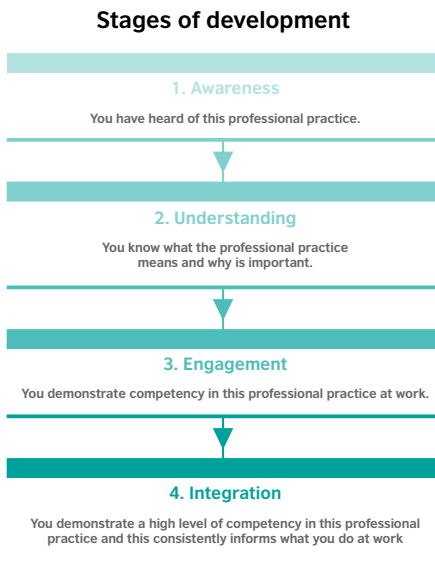 Stages of development
1. Awareness
You have heard of this professional practice.
2. Understanding
You know what the professional practice
means and why is important.
3. Engagement
You demonstrate competency in this professional practice at work.
4. Integration
You demonstrate a high level of competency in this professional
practice and this consistently informs what you do at work